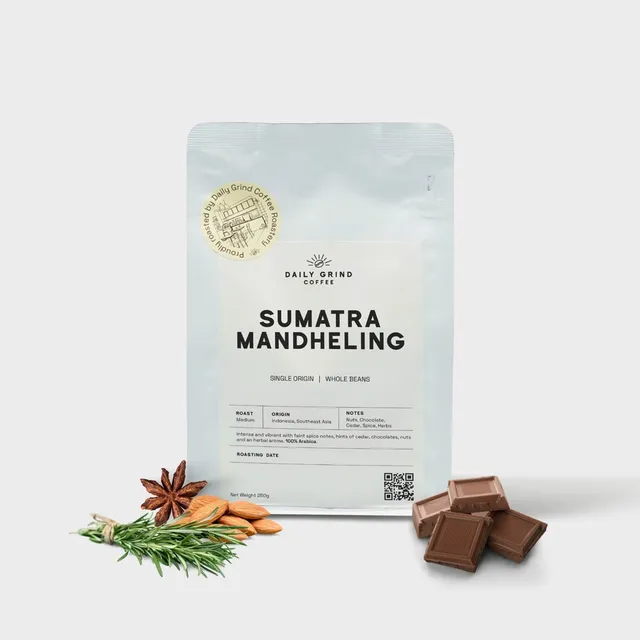 Proudly roasted by Daily Grind Coffee Roastery
DAILY GRIND
COFFEE
SUMATRA
MANDHELING
SINGLE ORIGIN | WHOLE BEANS
ROAST
Medium
ORIGIN
Indonesia, Southeast Asia
NOTES
Nuts, Chocolate,
Cedar, Spice, Herbs
Intense and vibrant with faint spice notes, hints of cedar, chocolates, nuts
and an herbal aroma. 100% Arabica.
ROASTING DATE
Net Weight 250g